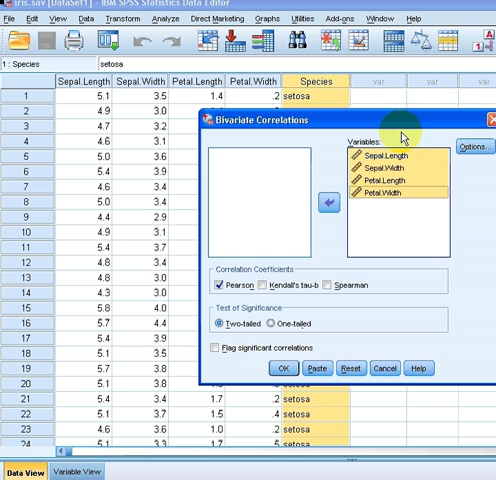 iris.sav [DataSet1] - IBM SPSS Statistics Data Editor
File Edit View Data Transform Analyze Direct Marketing Graphs Utilities Add-ons Window Help
1 : Species setosa
Sepal.Length Sepal.Width Petal.Length Petal.Width Species var var var
1 5.1 3.5 1.4 .2 setosa
2 4.9 3.0
3 4.7 3.2
4 4.6 3.1
5 5.0 3.6
6 5.4 3.9
7 4.6 3.4
8 5.0 3.4
9 4.4 2.9
10 4.9 3.1
11 5.4 3.7
12 4.8 3.4
13 4.8 3.0
14 4.3 3.0
15 5.8 4.0
16 5.7 4.4
17 5.4 3.9
18 5.1 3.5
19 5.7 3.8
20 5.1 3.8
21 5.4 3.4 1.7 .2 setosa
22 5.1 3.7 1.5 .4 setosa
23 4.6 3.6 1.0 .2 setosa
24 5.1 3.3 1.7 .5 setosa
Bivariate Correlations
Variables:
Options...
Sepal.Length
Sepal.Width
Petal.Length
Petal.Width
Correlation Coefficients
Pearson Kendall's tau-b Spearman
Test of Significance
Two-tailed One-tailed
Flag significant correlations
OK Paste Reset Cancel Help
Data View Variable View